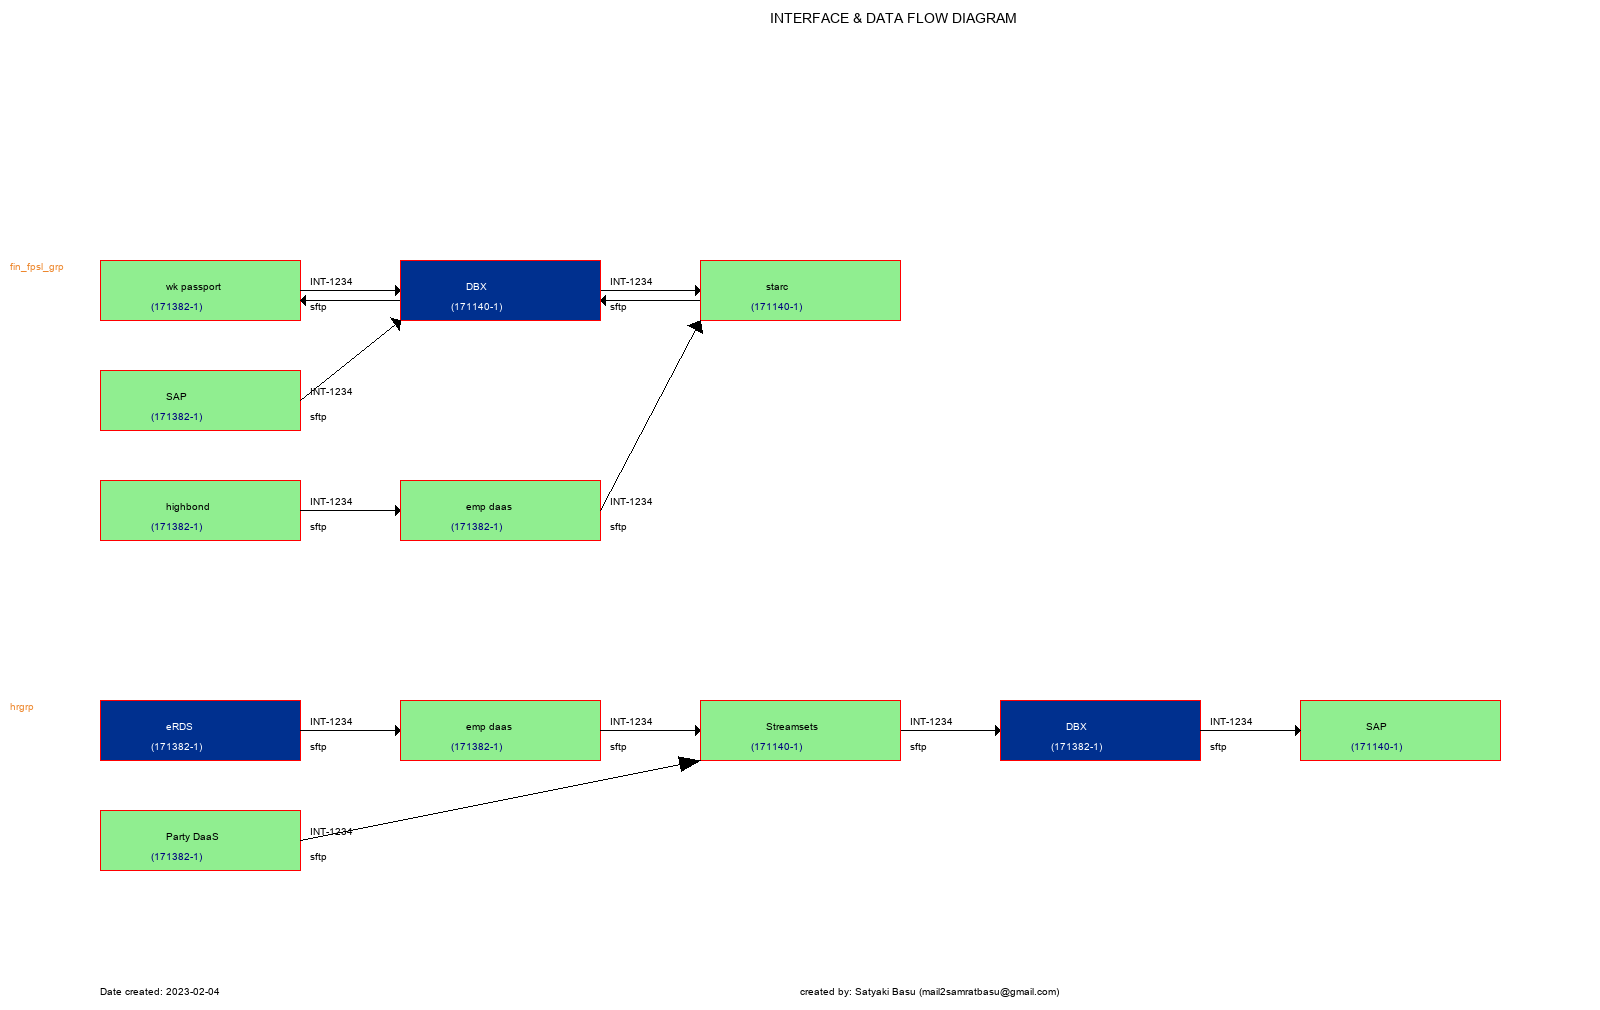 INTERFACE & DATA FLOW DIAGRAM
fin_fpsl_grp
wk passport
(171382-1)
INT-1234
sftp
DBX
(171140-1)
INT-1234
sftp
starc
(171140-1)
SAP
(171382-1)
INT-1234
sftp
highbond
(171382-1)
INT-1234
sftp
emp daas
(171382-1)
INT-1234
sftp
hrgrp
eRDS
(171382-1)
INT-1234
sftp
emp daas
(171382-1)
INT-1234
sftp
Streamsets
(171140-1)
INT-1234
sftp
DBX
(171382-1)
INT-1234
sftp
SAP
(171140-1)
Party DaaS
(171382-1)
INT-1234
sftp
Date created: 2023-02-04
created by: Satyaki Basu (mail2samratbasu@gmail.com)